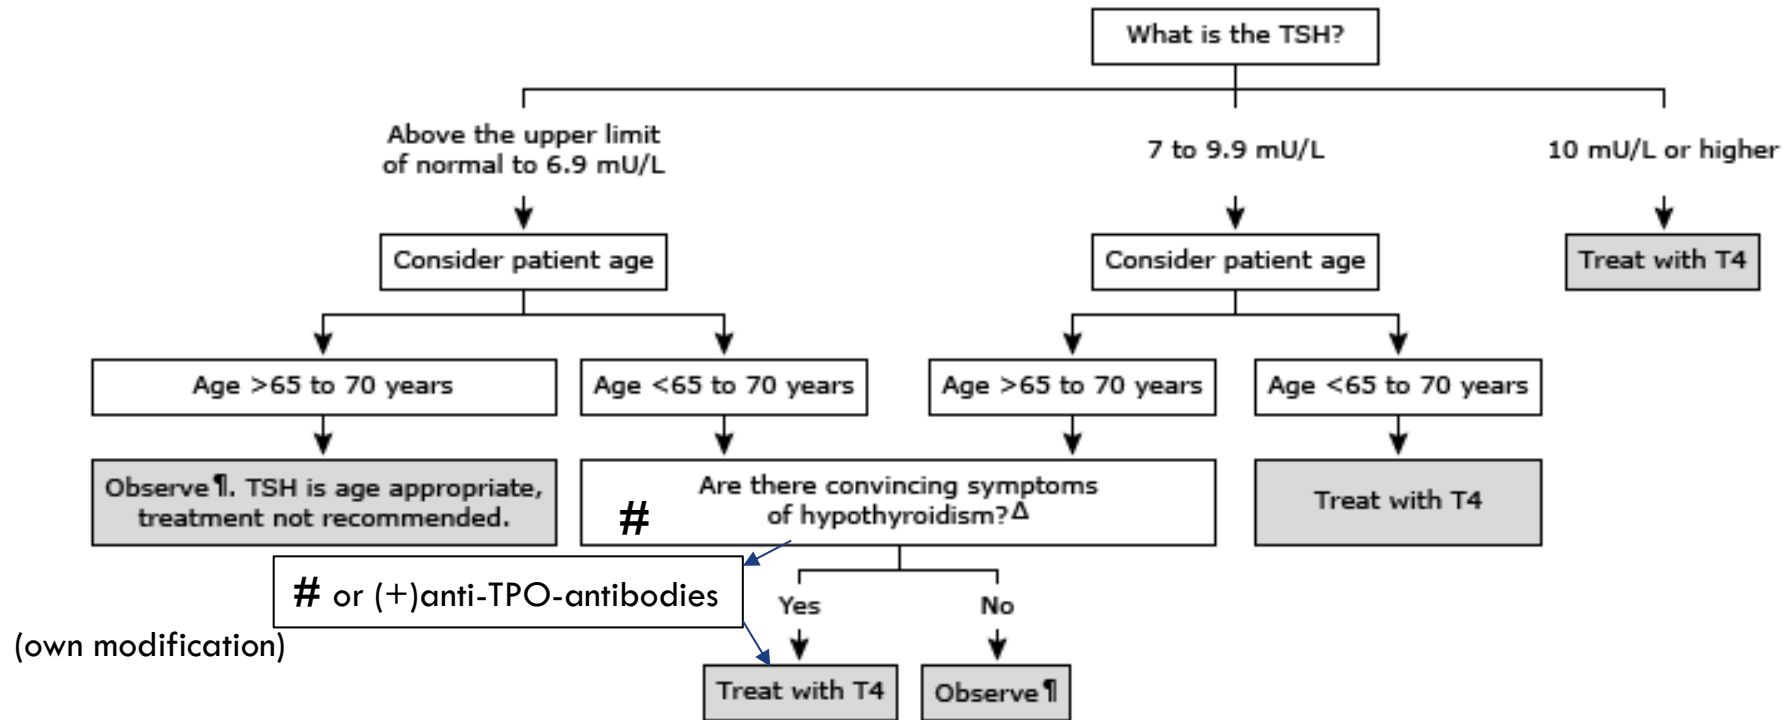 What is the TSH?
Above the upper limit
of normal to 6.9 mU/L
7 to 9.9 mU/L
10 mU/L or higher
Consider patient age
Consider patient age
Treat with T4
Age >65 to 70 years
Age <65 to 70 years
Age >65 to 70 years
Age <65 to 70 years
Observe¶. TSH is age appropriate,
treatment not recommended.
#
Are there convincing symptoms
of hypothyroidism?Δ
Treat with T4
# or (+)anti-TPO-antibodies
(own modification)
Yes
No
Treat with T4
Observe¶